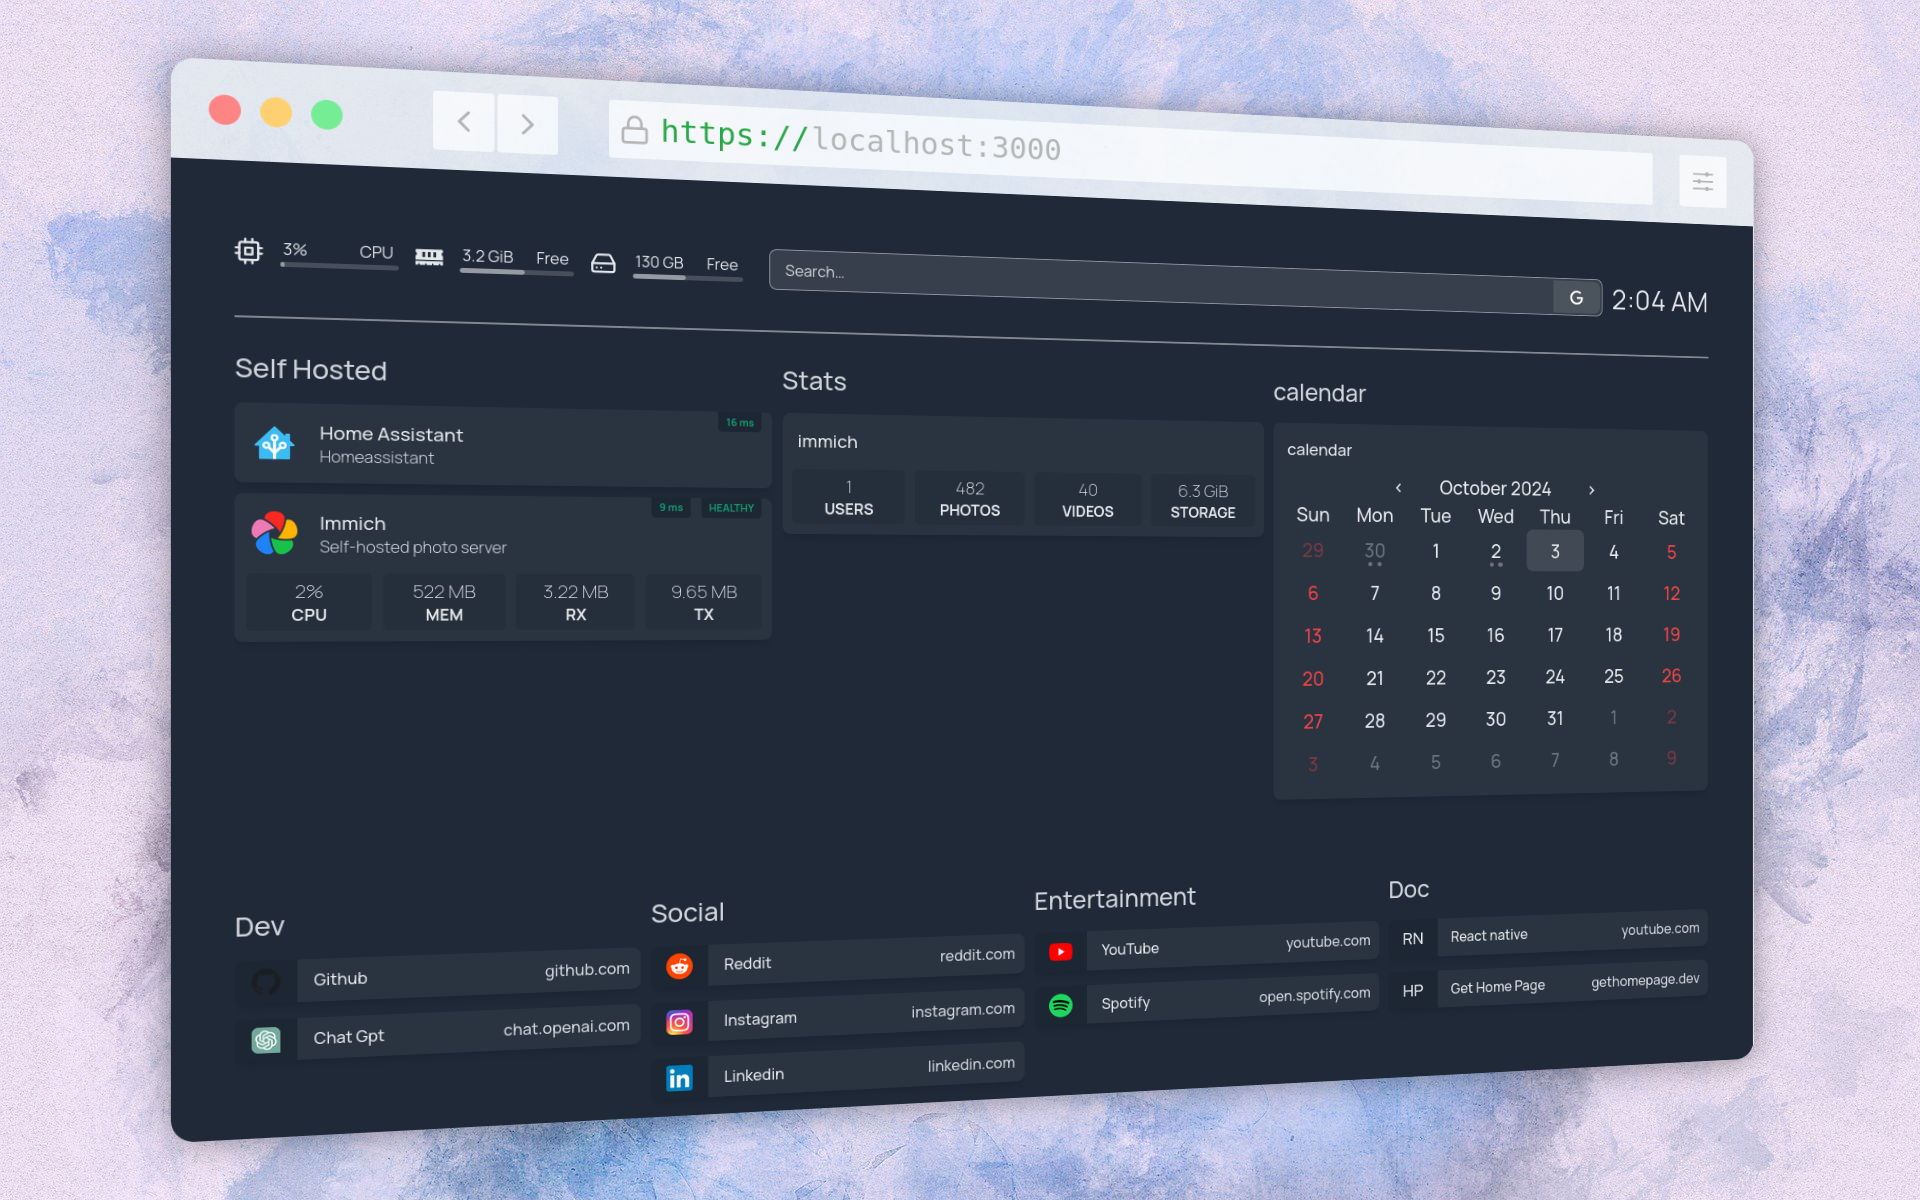 https://localhost:3000
3% CPU 3.2 GiB Free 130 GB Free Search... G 2:04 AM
Self Hosted
Home Assistant
Homeassistant
16 ms
Immich
Self-hosted photo server
9 ms HEALTHY
2% 522 MB 3.22 MB 9.65 MB
CPU MEM RX TX
Stats
immich
1 482 40 6.3 GiB
USERS PHOTOS VIDEOS STORAGE
calendar
calendar
‹ October 2024 ›
Sun Mon Tue Wed Thu Fri Sat
29 30 1 2 3 4 5
6 7 8 9 10 11 12
13 14 15 16 17 18 19
20 21 22 23 24 25 26
27 28 29 30 31 1 2
3 4 5 6 7 8 9
Dev
Github github.com
Chat Gpt chat.openai.com
Social
Reddit reddit.com
Instagram instagram.com
in Linkedin linkedin.com
Entertainment
YouTube youtube.com
Spotify open.spotify.com
Doc
RN React native youtube.com
HP Get Home Page gethomepage.dev